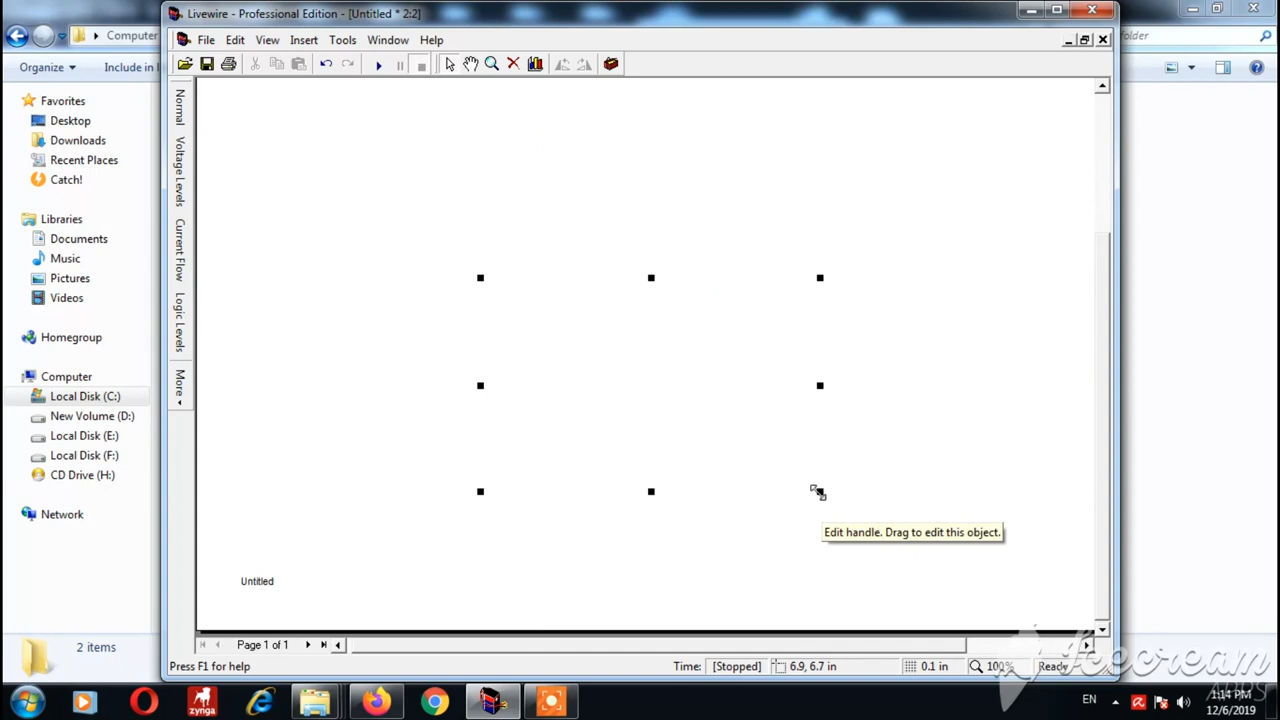 Livewire - Professional Edition - [Untitled * 2:2]
Computer
folder
File Edit View Insert Tools Window Help
Organize
Include in l
Favorites
Desktop
Downloads
Recent Places
Catch!
Libraries
Documents
Music
Pictures
Videos
Homegroup
Computer
Local Disk (C:)
New Volume (D:)
Local Disk (E:)
Local Disk (F:)
CD Drive (H:)
Network
2 items
Normal
Voltage Levels
Current Flow
Logic Levels
More
Edit handle. Drag to edit this object.
Untitled
Page 1 of 1
Press F1 for help
Time: [Stopped] 6.9, 6.7 in 0.1 in 100% Ready
Icecream
APPS
zynga
EN
1:14 PM
12/6/2019